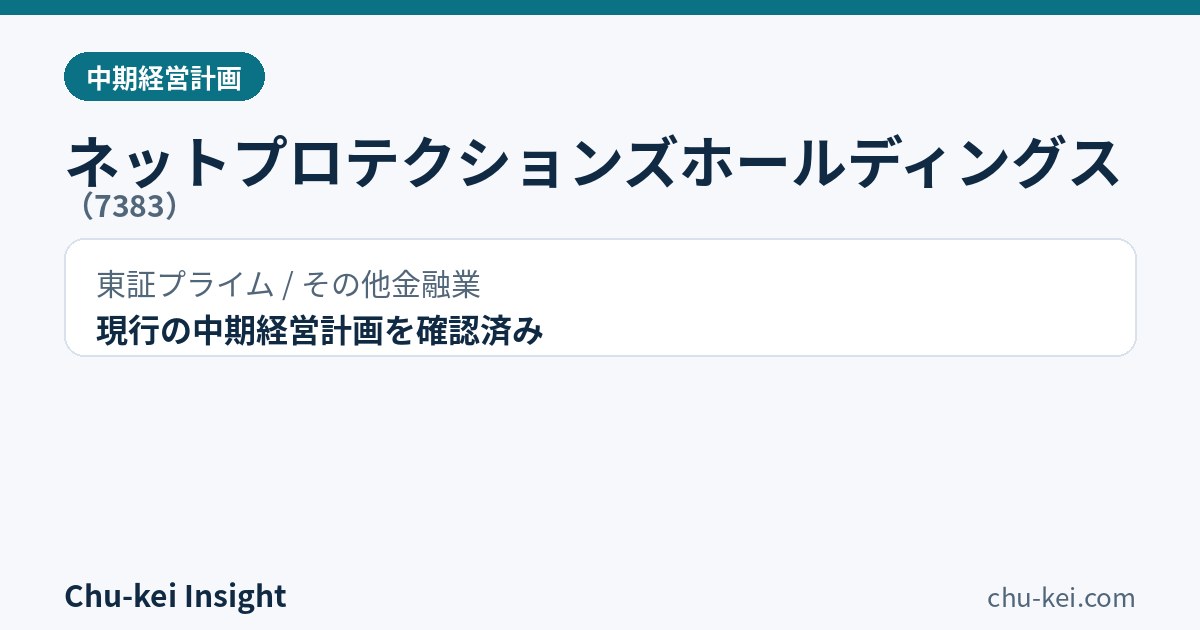 中期経営計画
ネットプロテクションズホールディングス
（7383）
東証プライム / その他金融業
現行の中期経営計画を確認済み
Chu-kei Insight
chu-kei.com